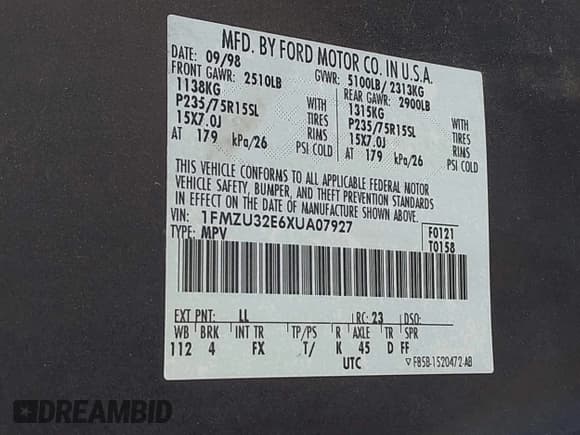 MFD. BY FORD MOTOR CO. IN U.S.A.
DATE: 09/98 GVWR: 5100LB/ 2313KG
FRONT GAWR: 2510LB REAR GAWR: 2900LB
1138KG WITH 1315KG WITH
P235/75R15SL TIRES P235/75R15SL TIRES
15X7.0J RIMS 15X7.0J RIMS
AT 179 kPa/26 PSI COLD AT 179 kPa/26 PSI COLD
THIS VEHICLE CONFORMS TO ALL APPLICABLE FEDERAL MOTOR
VEHICLE SAFETY, BUMPER, AND THEFT PREVENTION STANDARDS
IN EFFECT ON THE DATE OF MANUFACTURE SHOWN ABOVE.
VIN: 1FMZU32E6XUA07927 F0121
TYPE: MPV T0158
EXT PNT: LL RC: 23 DSO:
WB BRK INT TR TP/PS R AXLE TR SPR
112 4 FX T/ K 45 D FF
UTC ▽ F85B-1520472-AB
DREAMBID